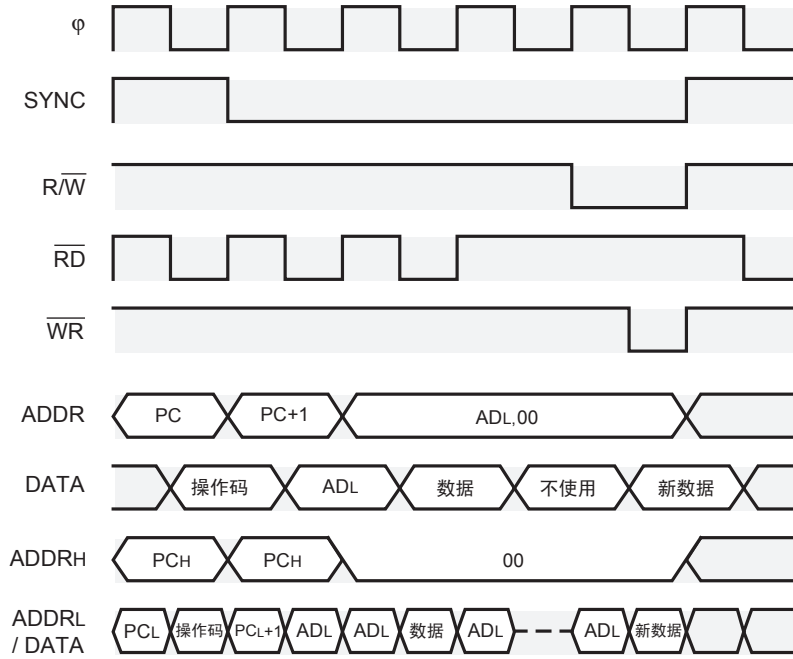 φ
SYNC
R/W̅
R̅D̅
W̅R̅
ADDR PC PC+1 ADL,00
DATA 操作码 ADL 数据 不使用 新数据
ADDRH PCH PCH 00
ADDRL
/ DATA
PCL 操作码 PCL+1 ADL ADL 数据 ADL ADL 新数据